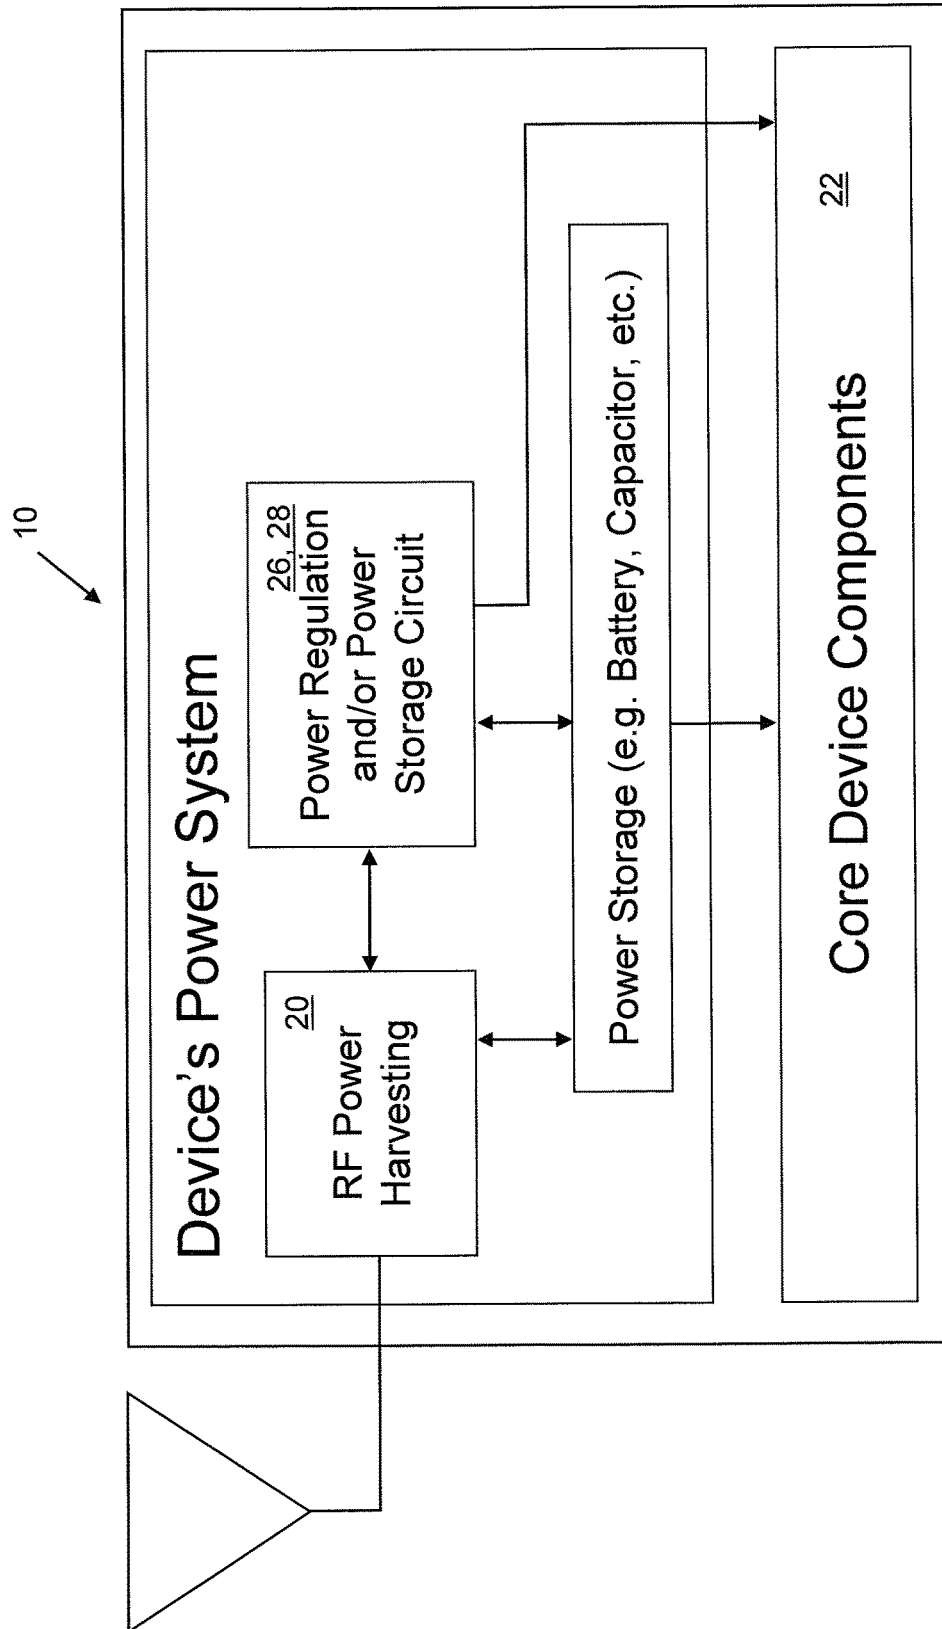 10
Device's Power System
20
RF Power
Harvesting
26, 28
Power Regulation
and/or Power
Storage Circuit
Power Storage (e.g. Battery, Capacitor, etc.)
22
Core Device Components